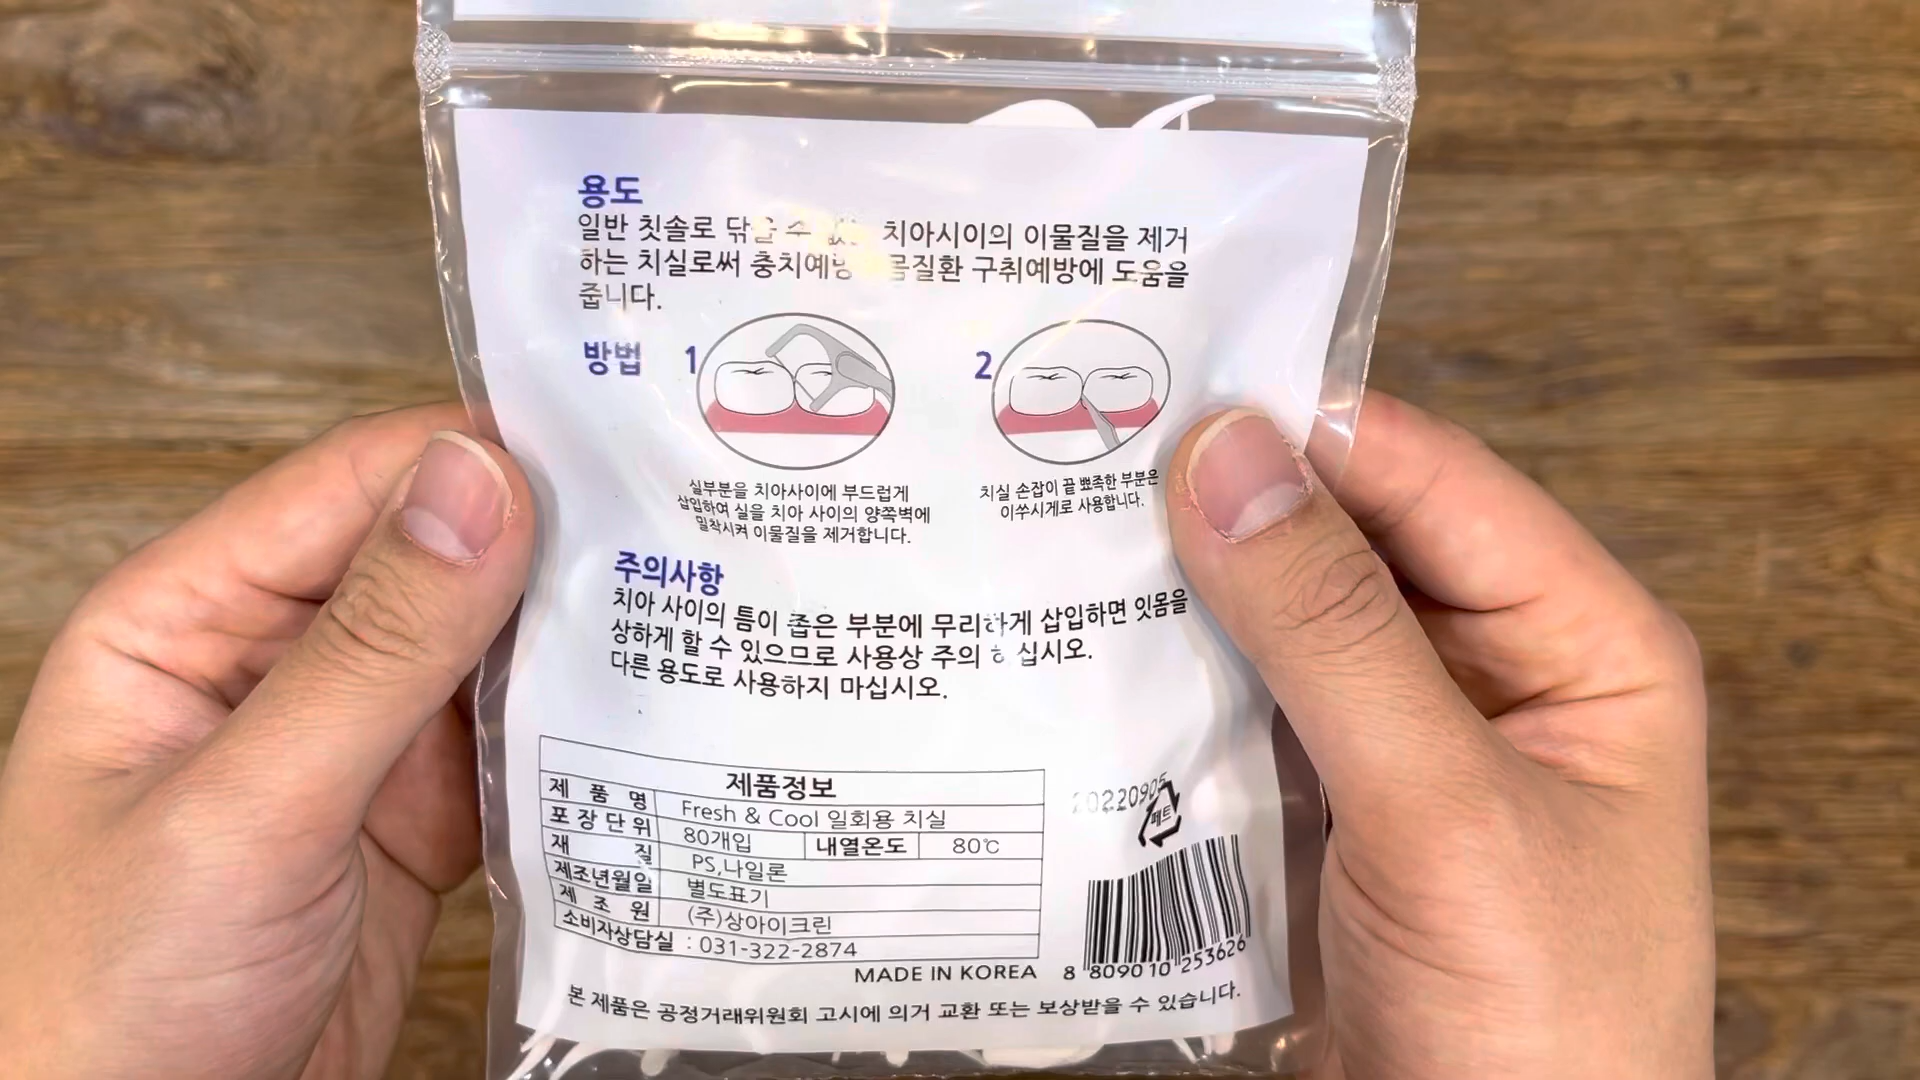 용도
일반 칫솔로 닦을 수 치아시이의 이물질을 제거
하는 치실로써 구취예방에 도움을
줍니다.
방법 1 2
실부분을 치아사이에 부드럽게
삽입하여 실을 치아 사이의 양쪽벽에
밀착시켜 이물질을 제거합니다.
치실 손잡이 끝 뾰족한 부분은
이쑤시게로 사용합니다.
주의사항
치아 사이의 틈이 좁은 부분에 무리하게 삽입하면 잇몸을
상하게 할 수 있으므로 사용상 주의 하십시오.
다른 용도로 사용하지 마십시오.
제품정보
제 품 명 Fresh & Cool 일회용 치실
포장단위 80개입 내열온도 80℃
재 질 PS,나일론
제조년월일 별도표기
제 조 원 (주)상아이크린
소비자상담실 : 031-322-2874
20220905
페트
MADE IN KOREA
8 809010 253626
본 제품은 공정거래위원회 고시에 의거 교환 또는 보상받을 수 있습니다.